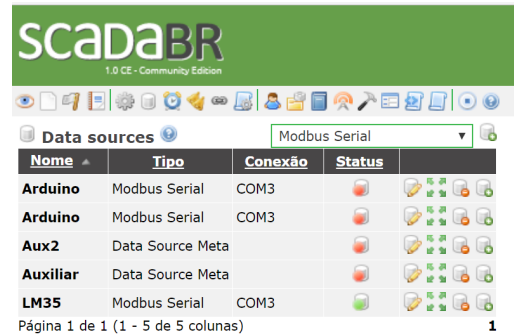 SCADABR
1.0 CE - Community Edition
Data sources Modbus Serial
Nome Tipo Conexão Status
Arduino Modbus Serial COM3
Arduino Modbus Serial COM3
Aux2 Data Source Meta
Auxiliar Data Source Meta
LM35 Modbus Serial COM3
Página 1 de 1 (1 - 5 de 5 colunas) 1